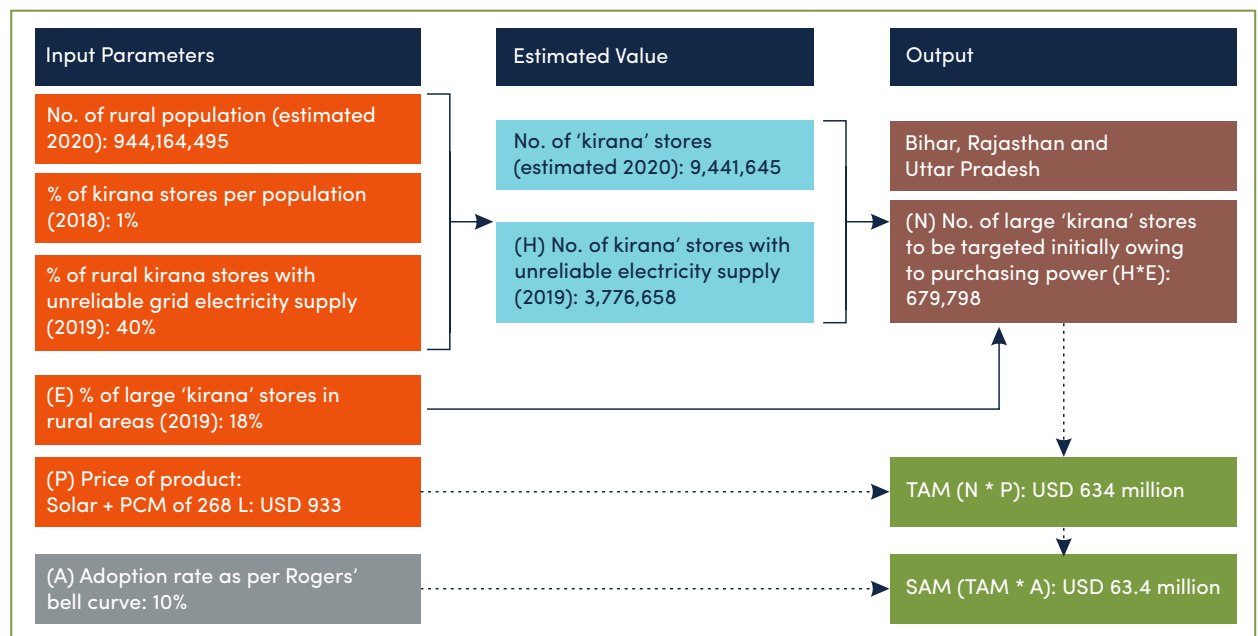 Input Parameters
Estimated Value
Output
No. of rural population (estimated
2020): 944,164,495
% of kirana stores per population
(2018): 1%
% of rural kirana stores with
unreliable grid electricity supply
(2019): 40%
(E) % of large ‘kirana’ stores in
rural areas (2019): 18%
(P) Price of product:
Solar + PCM of 268 L: USD 933
(A) Adoption rate as per Rogers’
bell curve: 10%
No. of ‘kirana’ stores
(estimated 2020): 9,441,645
(H) No. of kirana’ stores with
unreliable electricity supply
(2019): 3,776,658
Bihar, Rajasthan and
Uttar Pradesh
(N) No. of large ‘kirana’ stores
to be targeted initially owing
to purchasing power (H*E):
679,798
TAM (N * P): USD 634 million
SAM (TAM * A): USD 63.4 million